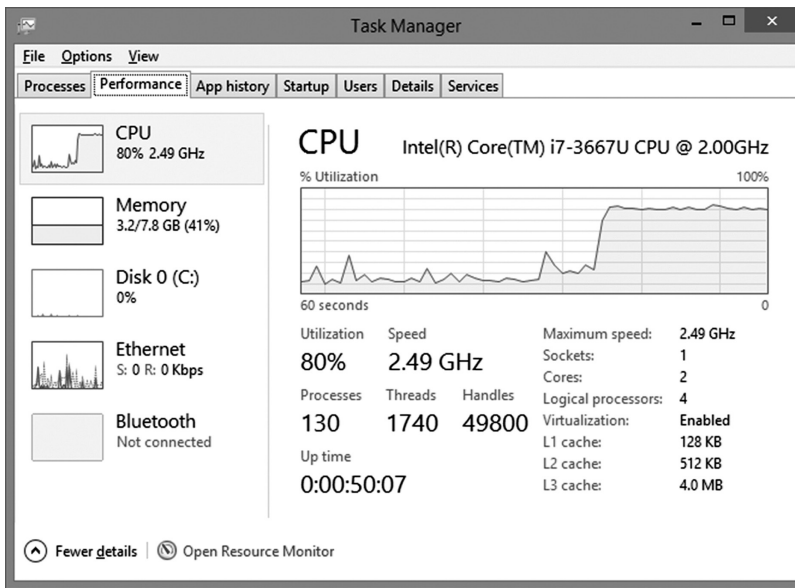 Task Manager
File Options View
Processes Performance App history Startup Users Details Services
CPU
80% 2.49 GHz
Memory
3.2/7.8 GB (41%)
Disk 0 (C:)
0%
Ethernet
S: 0 R: 0 Kbps
Bluetooth
Not connected
CPU Intel(R) Core(TM) i7-3667U CPU @ 2.00GHz
% Utilization 100%
60 seconds 0
Utilization Speed
80% 2.49 GHz
Processes Threads Handles
130 1740 49800
Up time
0:00:50:07
Maximum speed: 2.49 GHz
Sockets: 1
Cores: 2
Logical processors: 4
Virtualization: Enabled
L1 cache: 128 KB
L2 cache: 512 KB
L3 cache: 4.0 MB
Fewer details Open Resource Monitor